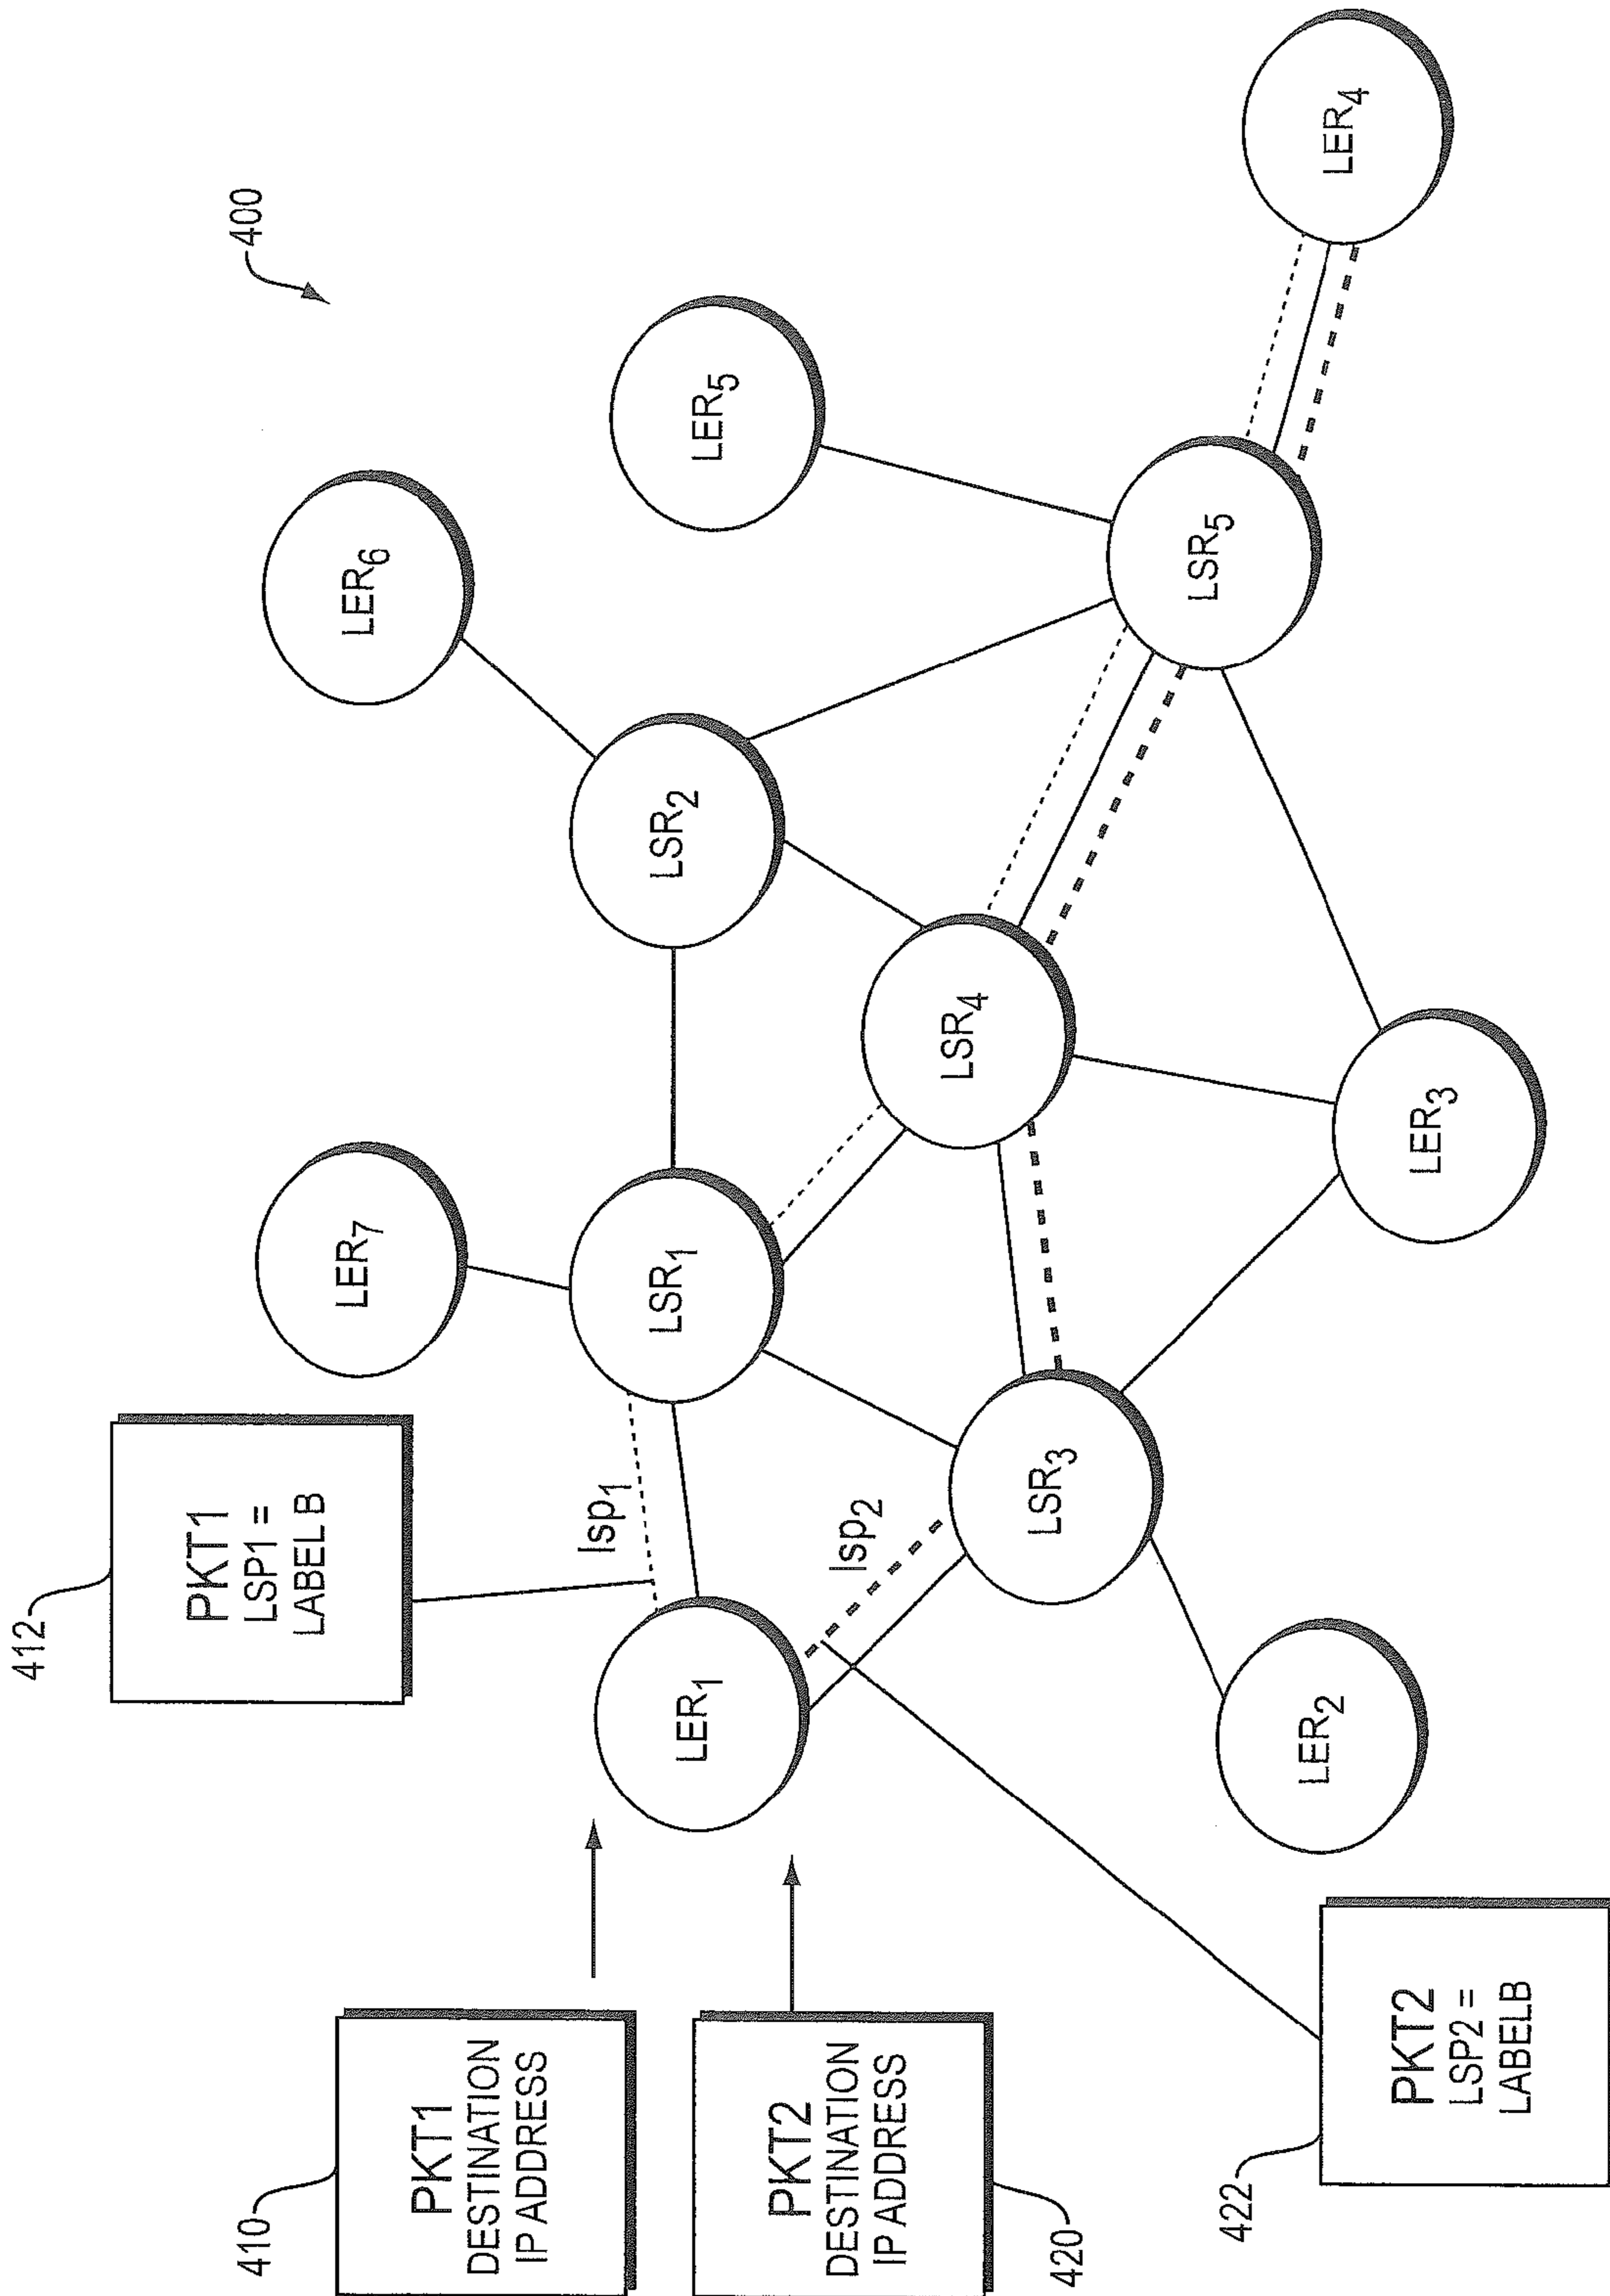 400
412
PKT1
LSP1 =
LABEL B
LER₇
LER₆
LER₅
LSR₁
LSR₂
lsp₁
LER₁
lsp₂
LSR₃
LSR₄
LSR₅
LER₄
LER₂
LER₃
410
PKT1
DESTINATION
IP ADDRESS
PKT2
DESTINATION
IP ADDRESS
420
422
PKT2
LSP2 =
LABELB